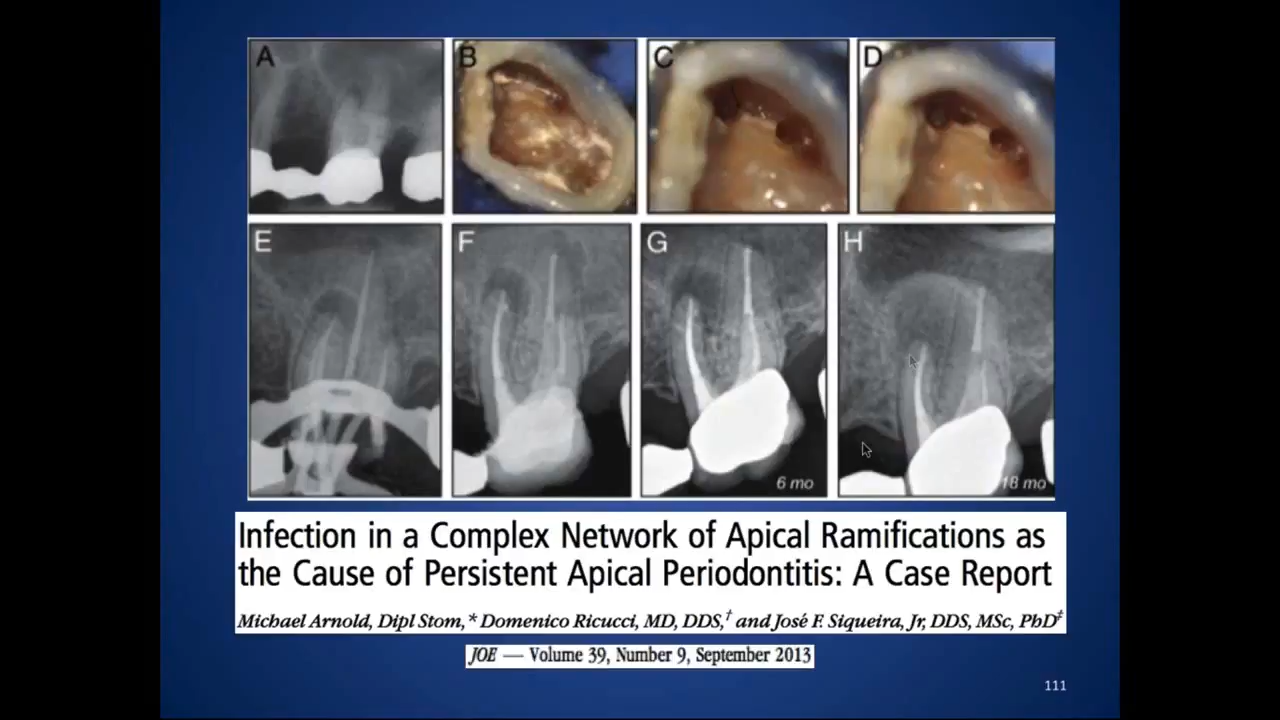 A
B
C
D
E
F
G
H
6 mo
18 mo
Infection in a Complex Network of Apical Ramifications as
the Cause of Persistent Apical Periodontitis: A Case Report
Michael Arnold, Dipl Stom,* Domenico Ricucci, MD, DDS,† and José F. Siqueira, Jr, DDS, MSc, PhD‡
JOE — Volume 39, Number 9, September 2013
111